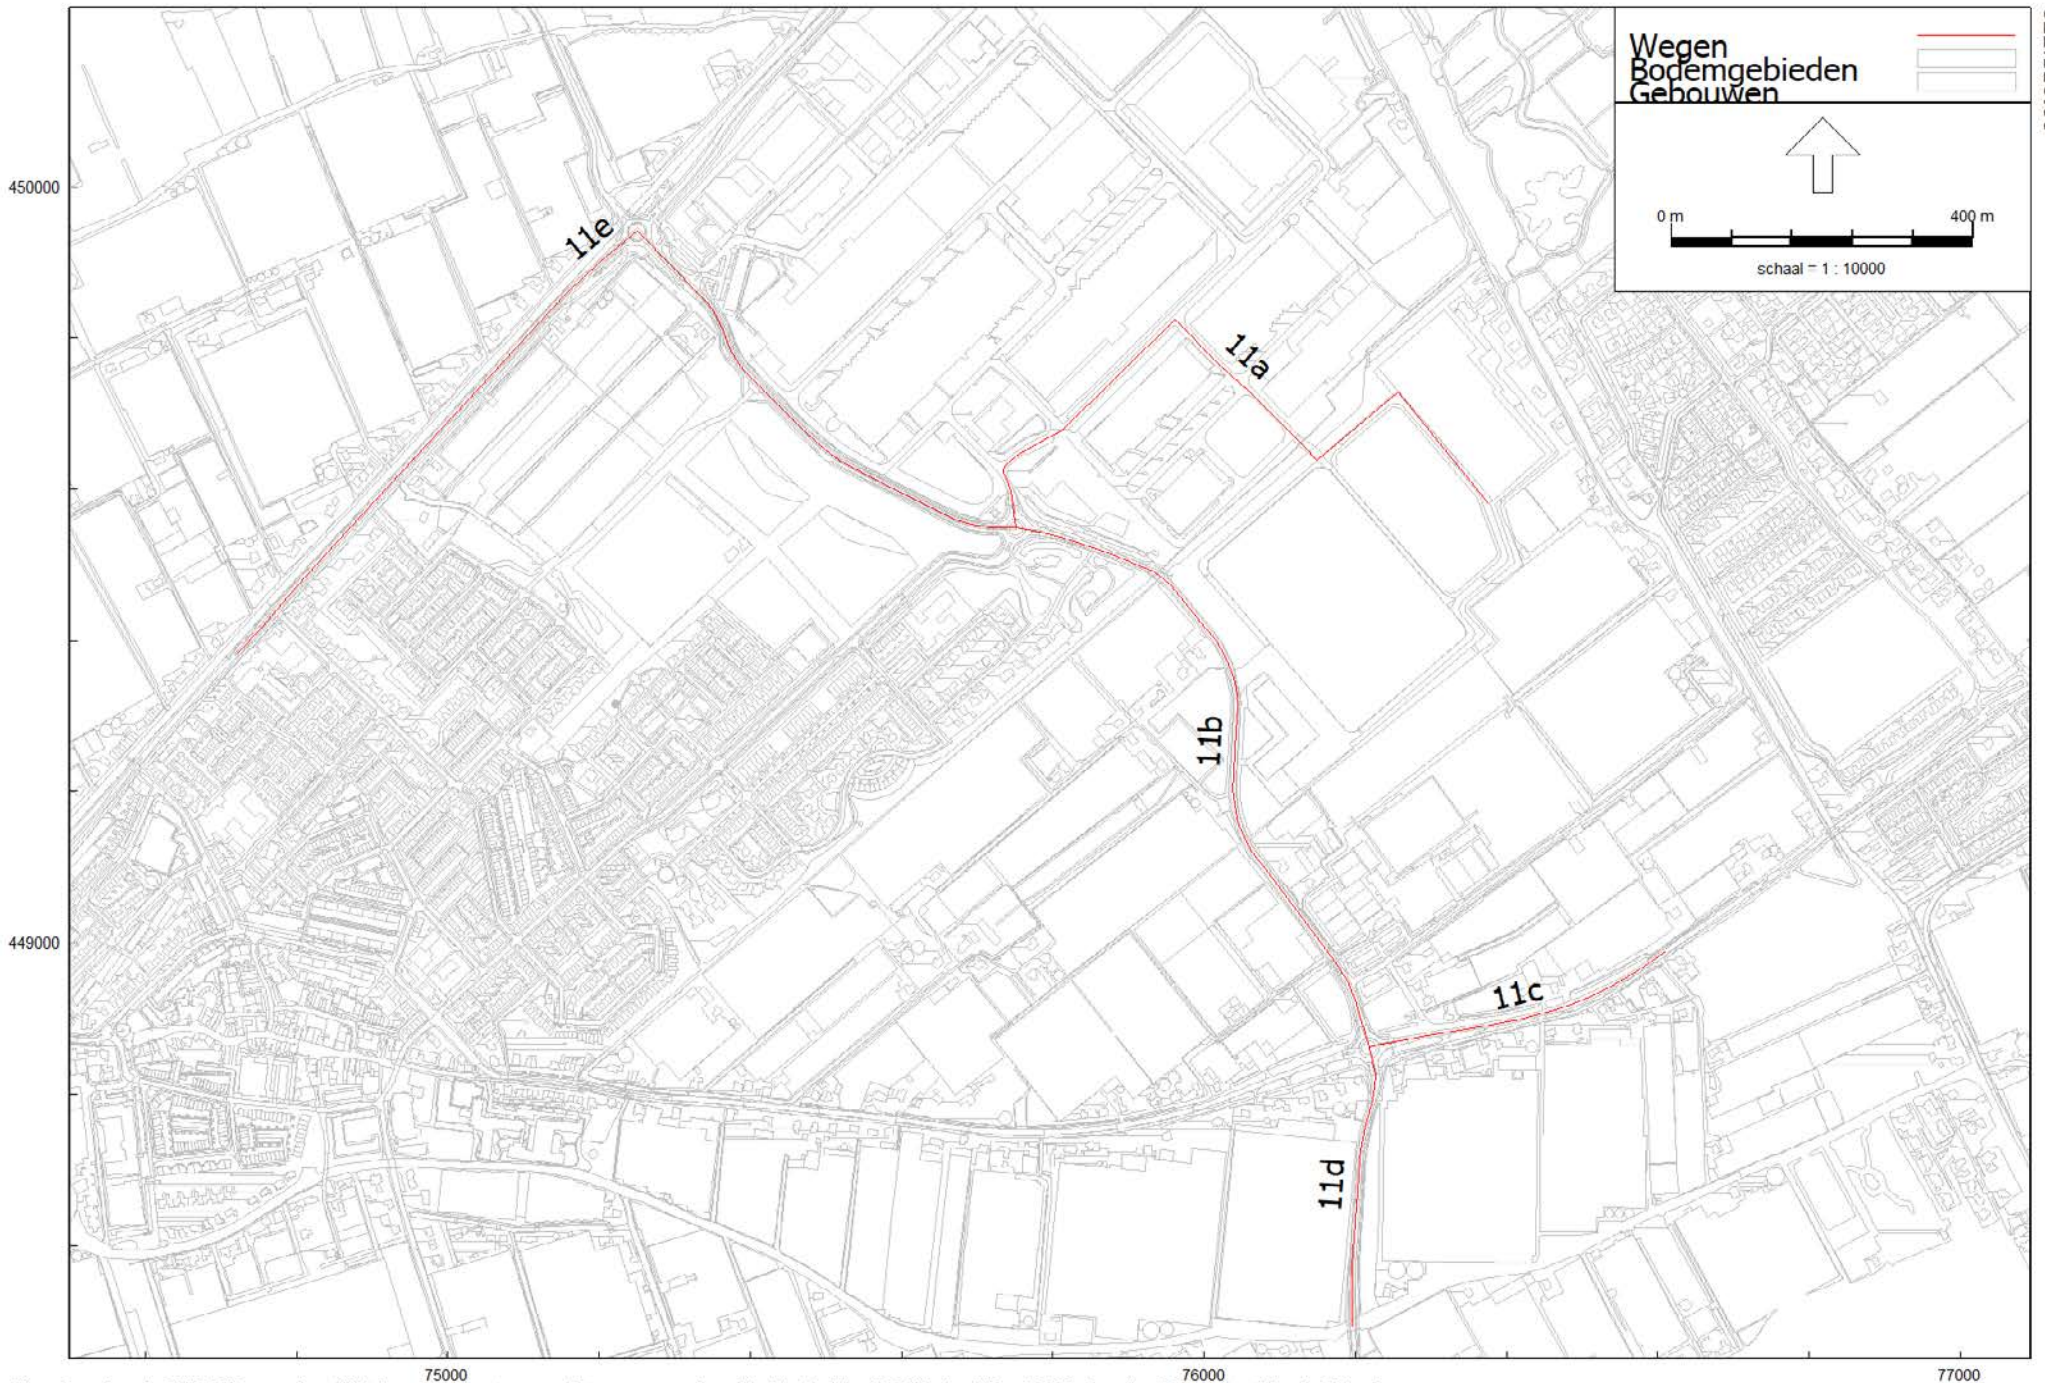 Wegen
Bodemgebieden
Gebouwen
0 m 400 m
schaal = 1 : 10000
450000
449000
11e
11a
11b
11c
11d
75000 76000 77000